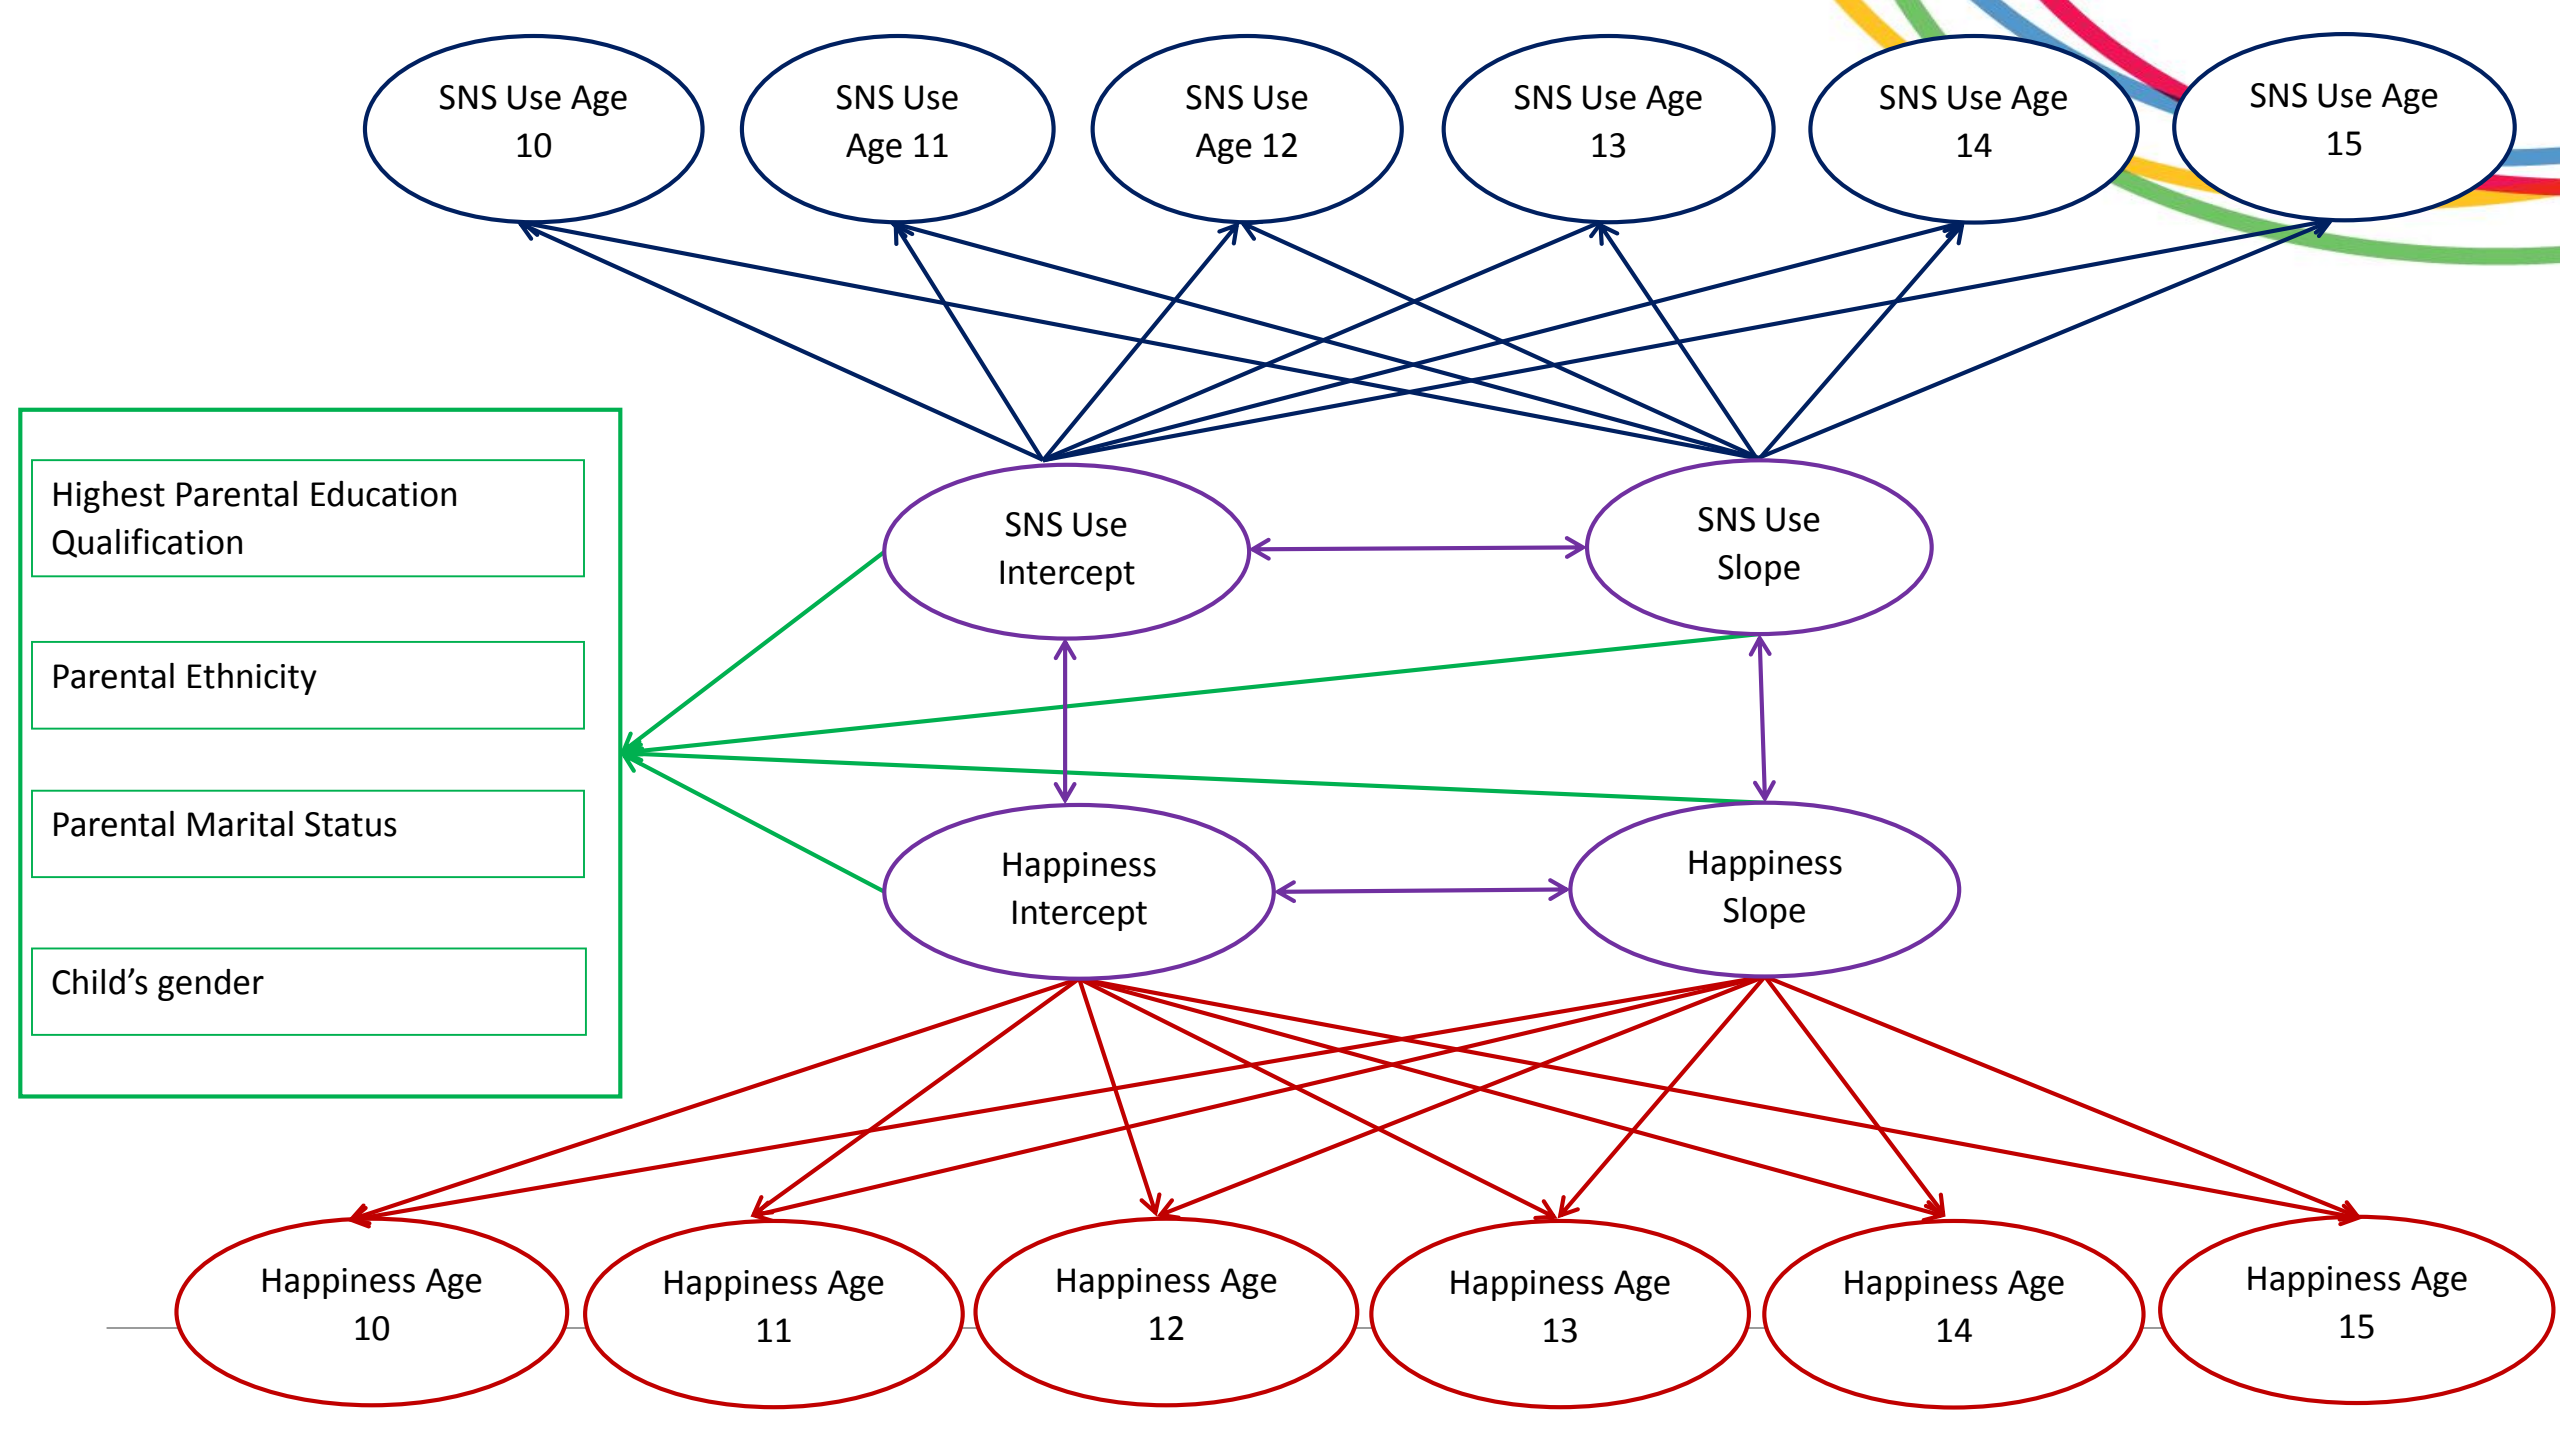 SNS Use Age
10
SNS Use
Age 11
SNS Use
Age 12
SNS Use Age
13
SNS Use Age
14
SNS Use Age
15
Highest Parental Education
Qualification
Parental Ethnicity
Parental Marital Status
Child’s gender
SNS Use
Intercept
SNS Use
Slope
Happiness
Intercept
Happiness
Slope
Happiness Age
10
Happiness Age
11
Happiness Age
12
Happiness Age
13
Happiness Age
14
Happiness Age
15